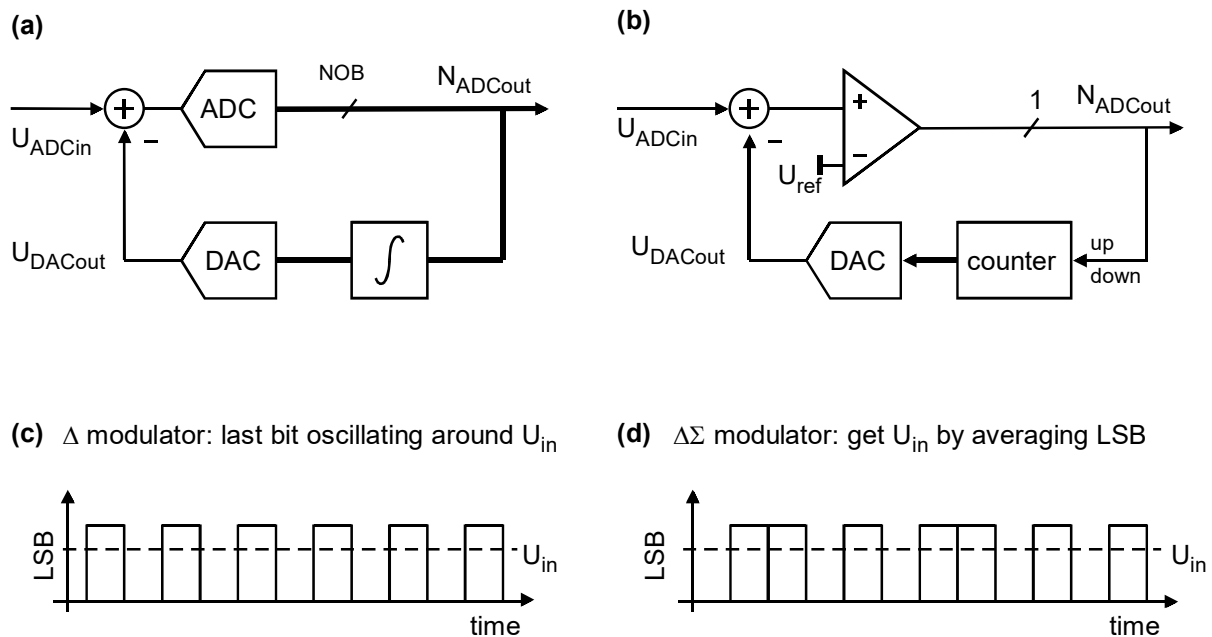 (a)
NOB
N_ADCout
+
ADC
U_ADCin
−
U_DACout
DAC
∫
(b)
1
N_ADCout
+
+
U_ADCin
−
−
U_ref
U_DACout
DAC
counter
up
down
(c) Δ modulator: last bit oscillating around U_in
LSB
U_in
time
(d) ΔΣ modulator: get U_in by averaging LSB
LSB
U_in
time